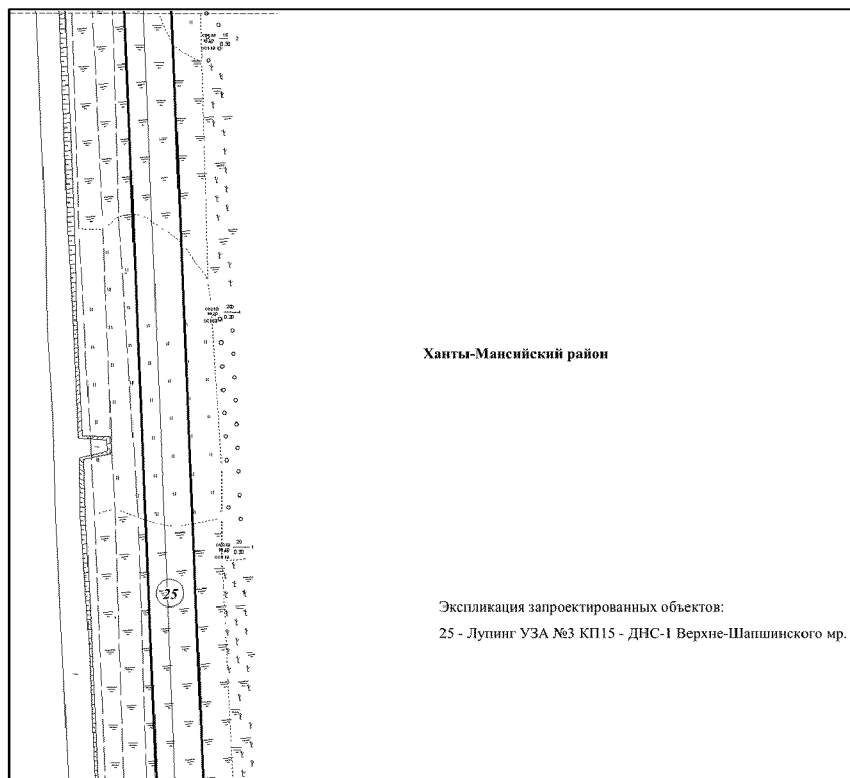 25
Ханты-Мансийский район
Экспликация запроектированных объектов:
25 - Лупинг УЗА №3 КП15 - ДНС-1 Верхне-Шапшинского мр.